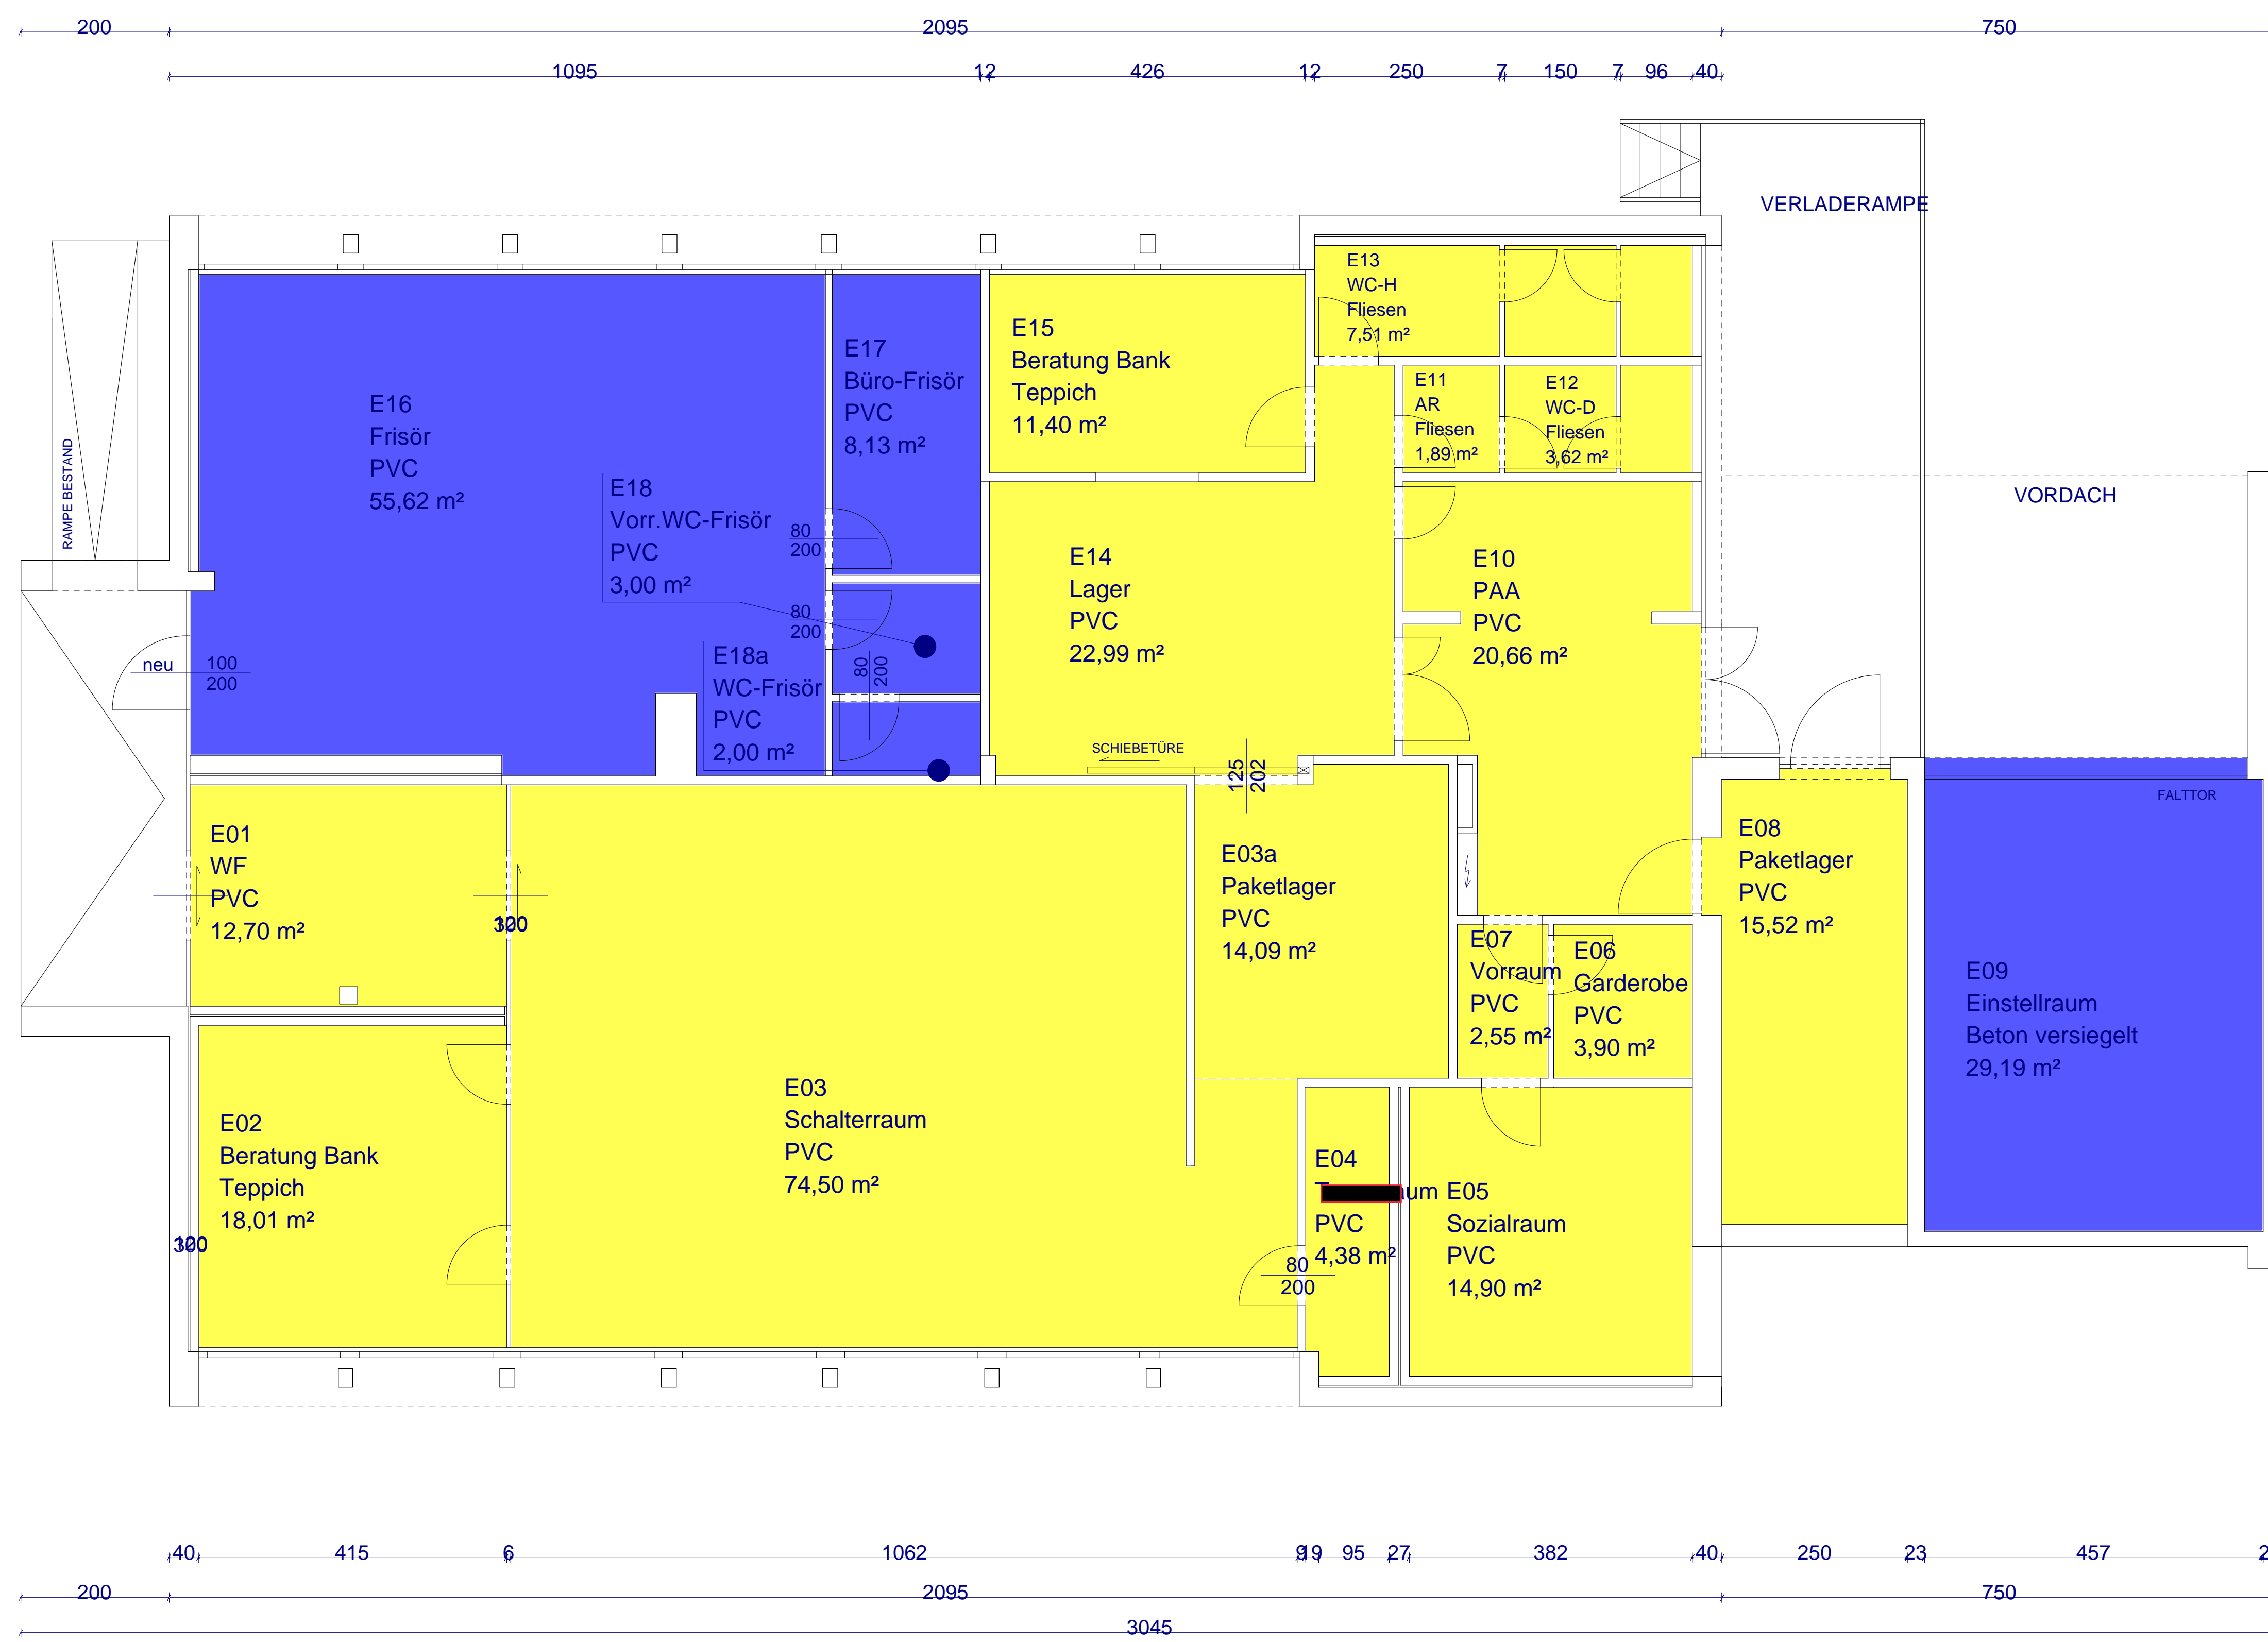 200
2095
750
1095
12
426
12
250
7
150
7
96
40
VERLADERAMPE
VORDACH
RAMPE BESTAND
E13
WC-H
Fliesen
7,51 m²
E15
Beratung Bank
Teppich
11,40 m²
E17
Büro-Frisör
PVC
8,13 m²
E11
AR
Fliesen
1,89 m²
E12
WC-D
Fliesen
3,62 m²
E16
Frisör
PVC
55,62 m²
E18
Vorr.WC-Frisör
PVC
3,00 m²
80
200
80
200
80
200
E14
Lager
PVC
22,99 m²
E10
PAA
PVC
20,66 m²
E18a
WC-Frisör
PVC
2,00 m²
neu
100
200
SCHIEBETÜRE
125
202
FALTTOR
E01
WF
PVC
12,70 m²
E03a
Paketlager
PVC
14,09 m²
E08
Paketlager
PVC
15,52 m²
E07
Vorraum
PVC
2,55 m²
E06
Garderobe
PVC
3,90 m²
E09
Einstellraum
Beton versiegelt
29,19 m²
E02
Beratung Bank
Teppich
18,01 m²
E03
Schalterraum
PVC
74,50 m²
E04
PVC
4,38 m²
80
200
E05
Sozialraum
PVC
14,90 m²
40
415
6
1062
9
19
95
27
382
40
250
23
457
200
2095
750
3045